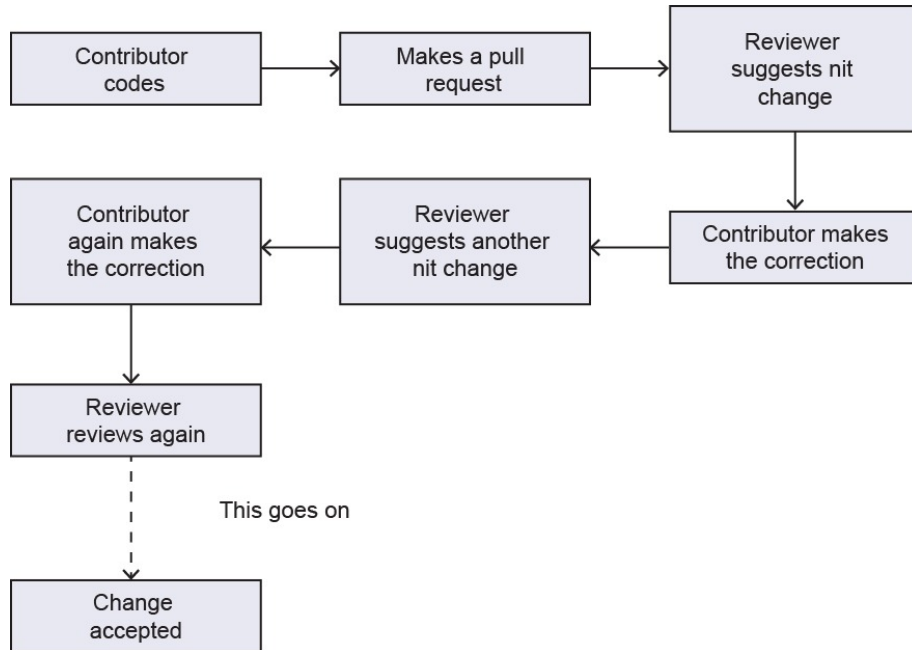 Contributor
codes
Makes a pull
request
Reviewer
suggests nit
change
Contributor makes
the correction
Reviewer
suggests another
nit change
Contributor
again makes
the correction
Reviewer
reviews again
This goes on
Change
accepted